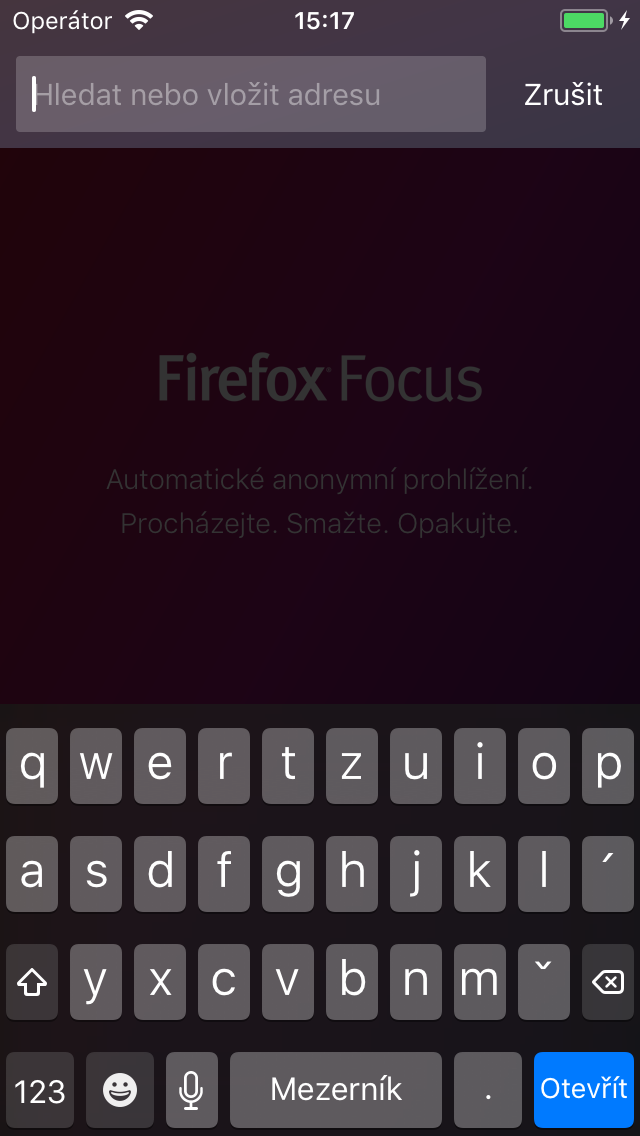 Operátor 15:17
Hledat nebo vložit adresu Zrušit
Firefox Focus
Automatické anonymní prohlížení.
Procházejte. Smažte. Opakujte.
q w e r t z u i o p
a s d f g h j k l ´
y x c v b n m ˇ
123 Mezerník . Otevřít